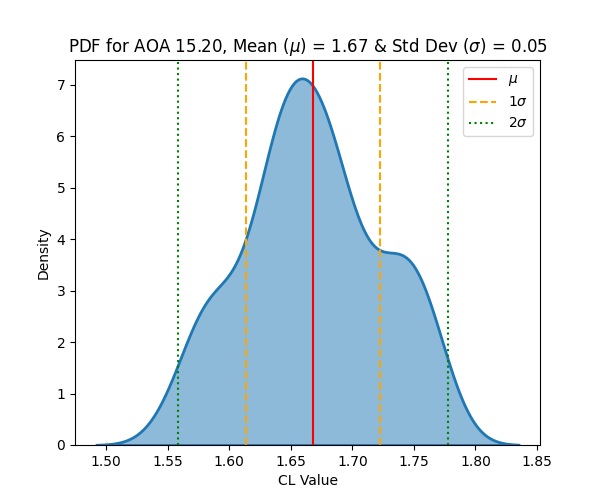 PDF for AOA 15.20, Mean (μ) = 1.67 & Std Dev (σ) = 0.05
μ
1σ
2σ
Density
7
6
5
4
3
2
1
0
1.50 1.55 1.60 1.65 1.70 1.75 1.80 1.85
CL Value